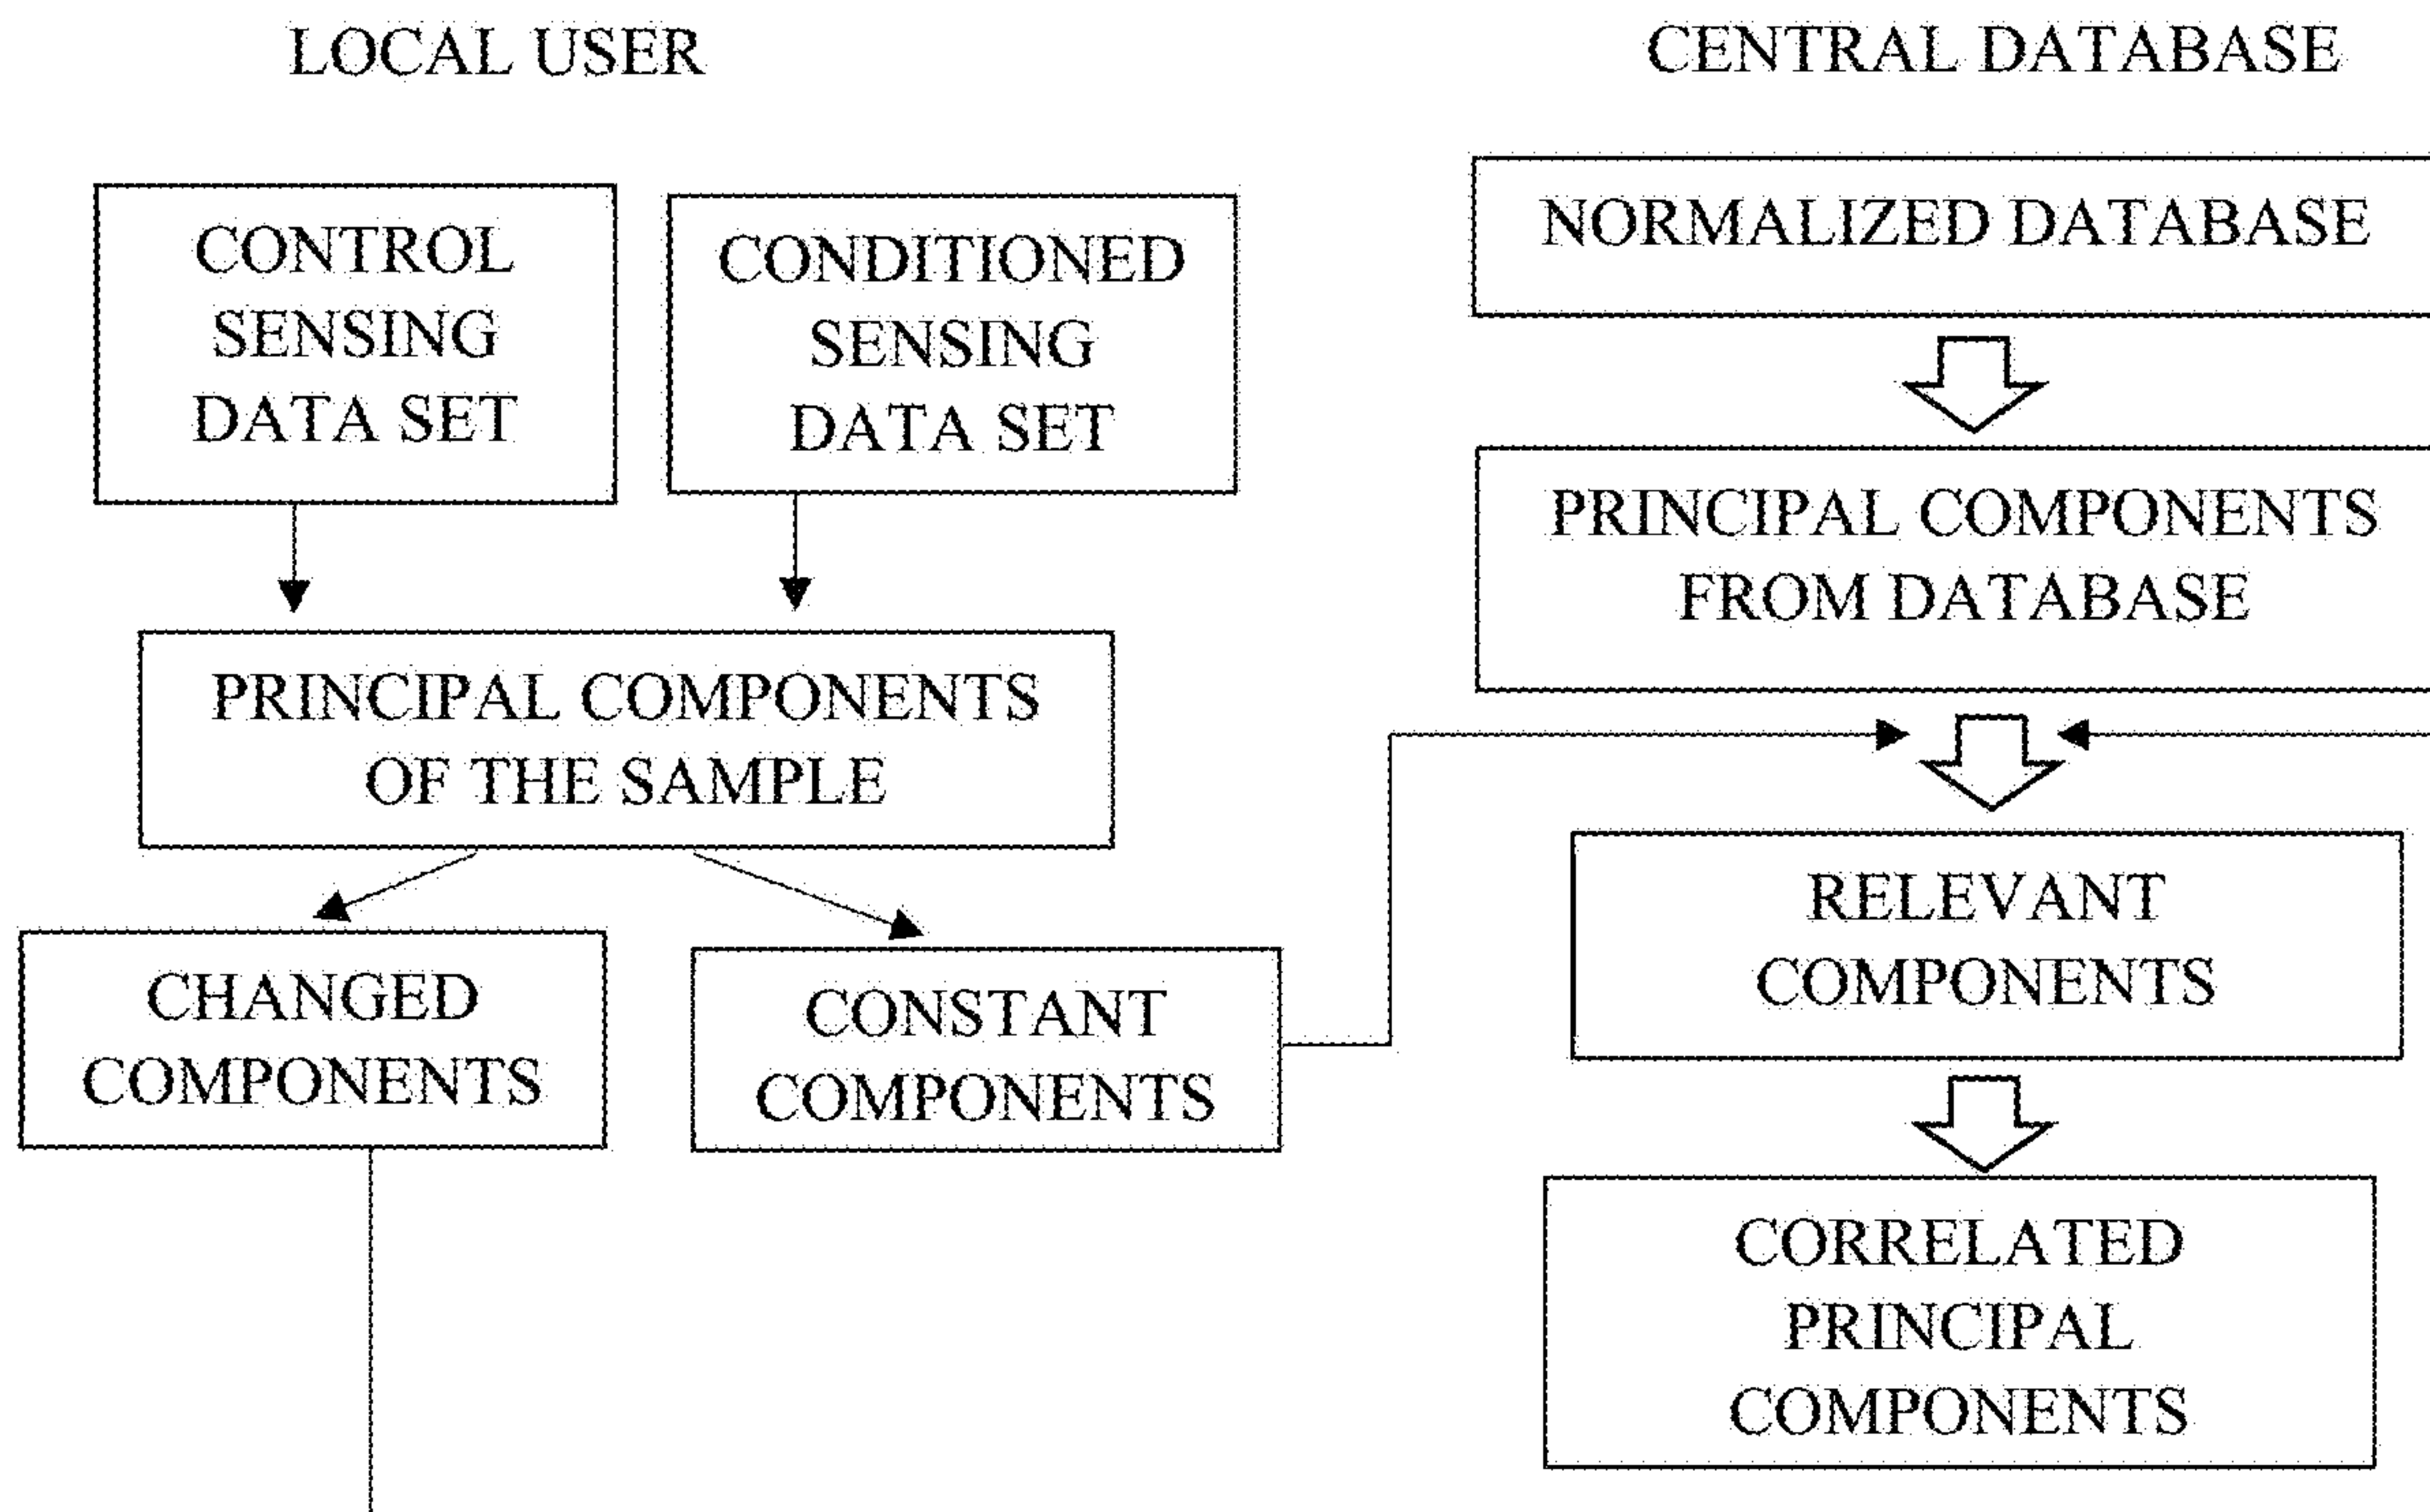 LOCAL USER
CENTRAL DATABASE
CONTROL
SENSING
DATA SET
CONDITIONED
SENSING
DATA SET
PRINCIPAL COMPONENTS
OF THE SAMPLE
CHANGED
COMPONENTS
CONSTANT
COMPONENTS
NORMALIZED DATABASE
PRINCIPAL COMPONENTS
FROM DATABASE
RELEVANT
COMPONENTS
CORRELATED
PRINCIPAL
COMPONENTS